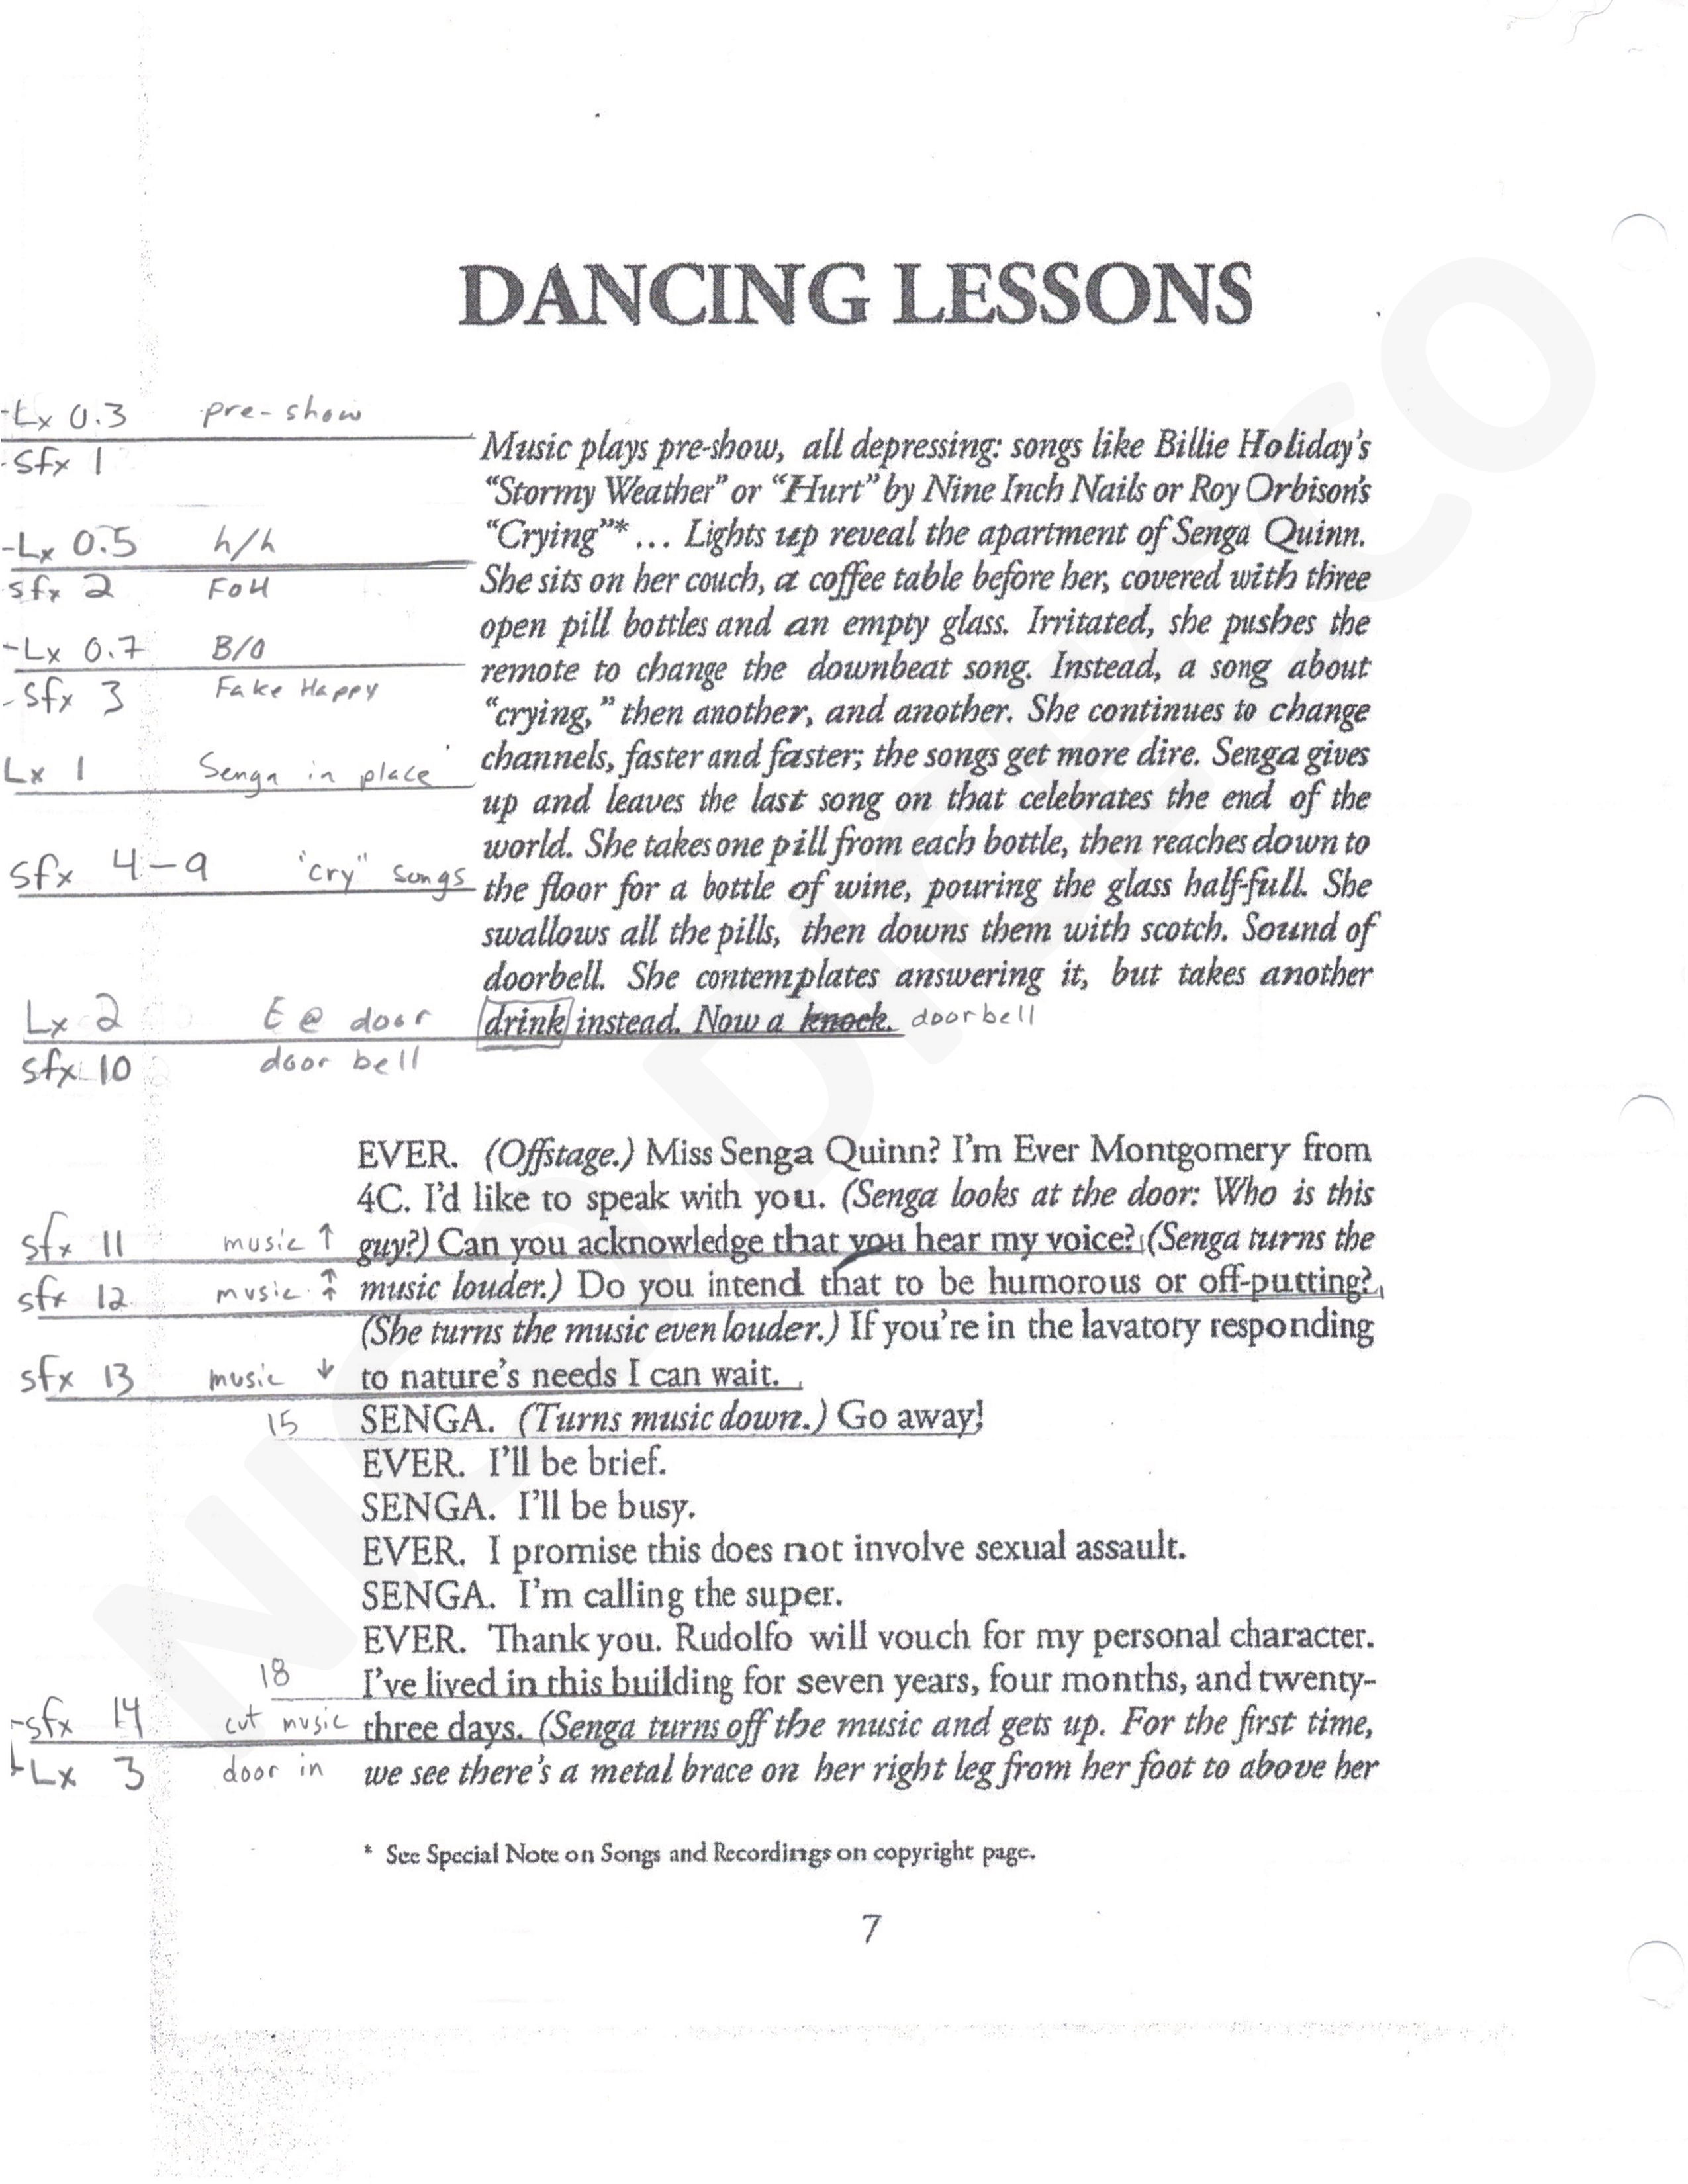 DANCING LESSONS
-Lx 0.3 pre-show
-sfx 1
Music plays pre-show, all depressing: songs like Billie Holiday's
"Stormy Weather" or "Hurt" by Nine Inch Nails or Roy Orbison's
-Lx 0.5 h/h
"Crying"* ... Lights up reveal the apartment of Senga Quinn.
sfx 2 FOH
She sits on her couch, a coffee table before her, covered with three
open pill bottles and an empty glass. Irritated, she pushes the
-Lx 0.7 B/O
remote to change the downbeat song. Instead, a song about
-sfx 3 Fake Happy
"crying," then another, and another. She continues to change
channels, faster and faster; the songs get more dire. Senga gives
Lx 1 Senga in place
up and leaves the last song on that celebrates the end of the
world. She takes one pill from each bottle, then reaches down to
sfx 4-9 "cry" songs
the floor for a bottle of wine, pouring the glass half-full. She
swallows all the pills, then downs them with scotch. Sound of
doorbell. She contemplates answering it, but takes another
Lx 2 E @ door
drink instead. Now a knock. doorbell
sfx 10 door bell
EVER. (Offstage.) Miss Senga Quinn? I'm Ever Montgomery from
4C. I'd like to speak with you. (Senga looks at the door: Who is this
sfx 11 music ↑
guy?) Can you acknowledge that you hear my voice? (Senga turns the
sfx 12 music ↑
music louder.) Do you intend that to be humorous or off-putting?
(She turns the music even louder.) If you're in the lavatory responding
sfx 13 music ↓
to nature's needs I can wait.
15
SENGA. (Turns music down.) Go away!
EVER. I'll be brief.
SENGA. I'll be busy.
EVER. I promise this does not involve sexual assault.
SENGA. I'm calling the super.
EVER. Thank you. Rudolfo will vouch for my personal character.
18
I've lived in this building for seven years, four months, and twenty-
-sfx 14 cut music
three days. (Senga turns off the music and gets up. For the first time,
Lx 3 door in
we see there's a metal brace on her right leg from her foot to above her
* See Special Note on Songs and Recordings on copyright page.
7